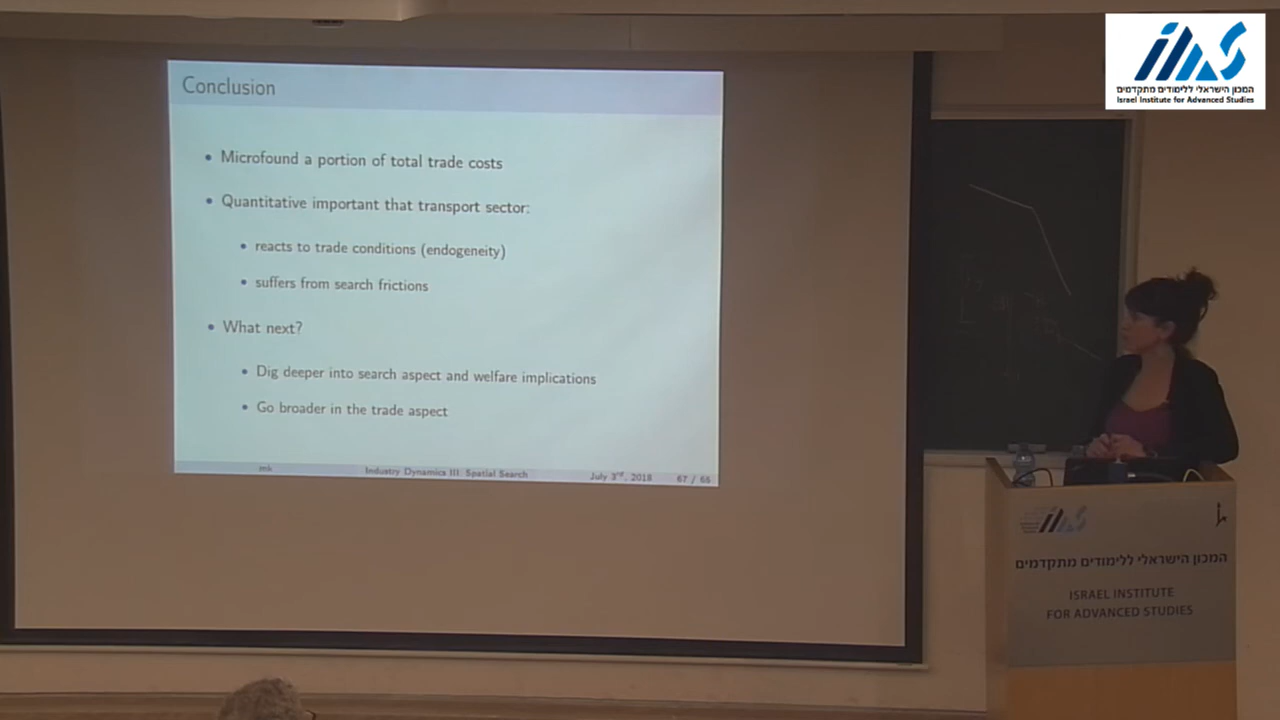 Conclusion
• Microfound a portion of total trade costs
• Quantitative important that transport sector:
• reacts to trade conditions (endogeneity)
• suffers from search frictions
• What next?
• Dig deeper into search aspect and welfare implications
• Go broader in the trade aspect
mk Industry Dynamics III: Spatial Search July 3rd, 2018 67 / 66
המכון הישראלי ללימודים מתקדמים
Israel Institute for Advanced Studies
המכון הישראלי ללימודים מתקדמים
ISRAEL INSTITUTE
FOR ADVANCED STUDIES